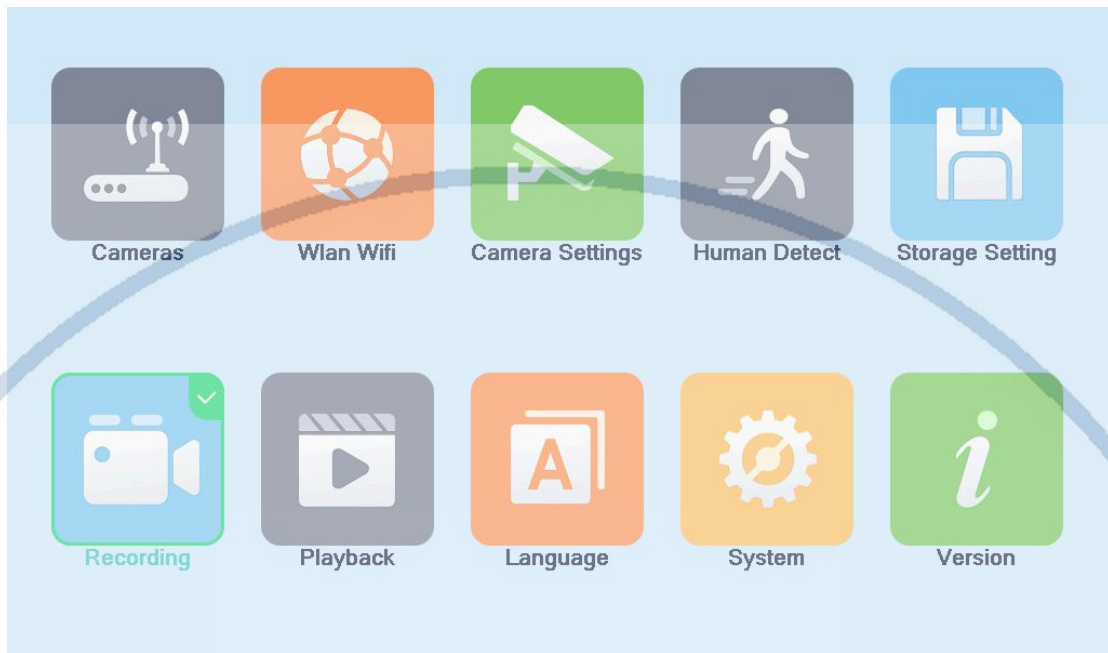 Cameras
Wlan Wifi
Camera Settings
Human Detect
Storage Setting
A
Recording
Playback
Language
System
Version